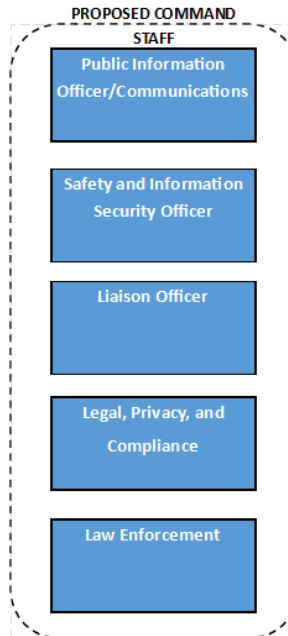 PROPOSED COMMAND
STAFF
Public Information
Officer/Communications
Safety and Information
Security Officer
Liaison Officer
Legal, Privacy, and
Compliance
Law Enforcement